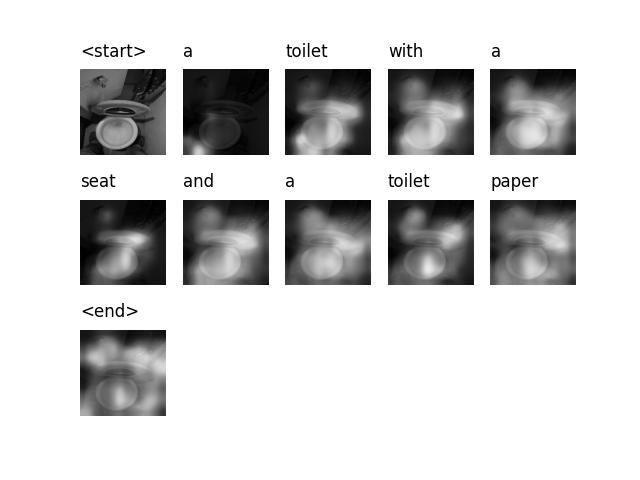 <start> a toilet with a
seat and a toilet paper
<end>